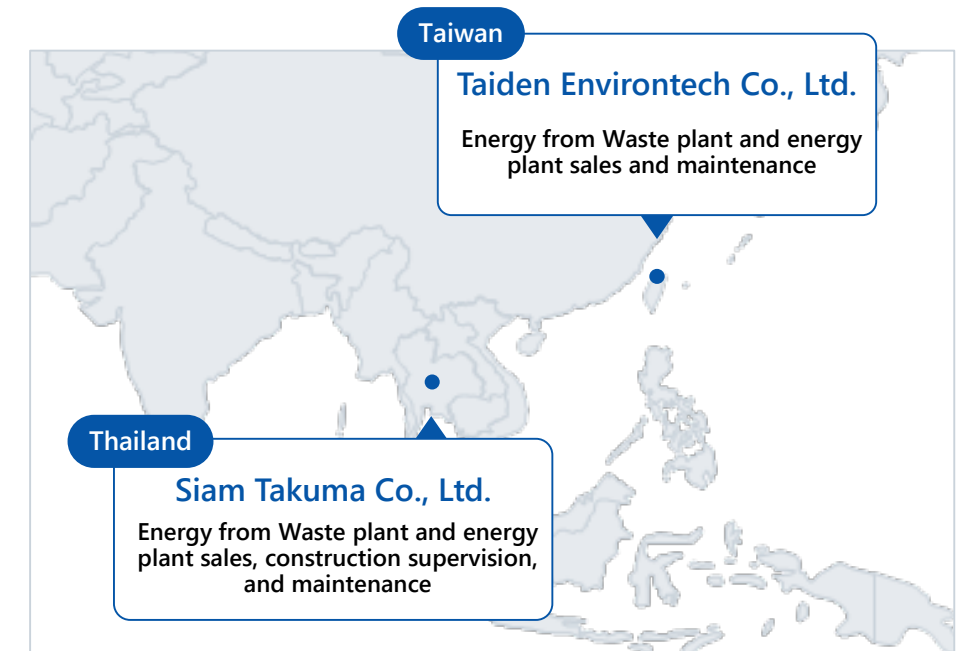 Taiwan
Taiden Environtech Co., Ltd.
Energy from Waste plant and energy
plant sales and maintenance
Thailand
Siam Takuma Co., Ltd.
Energy from Waste plant and energy
plant sales, construction supervision,
and maintenance